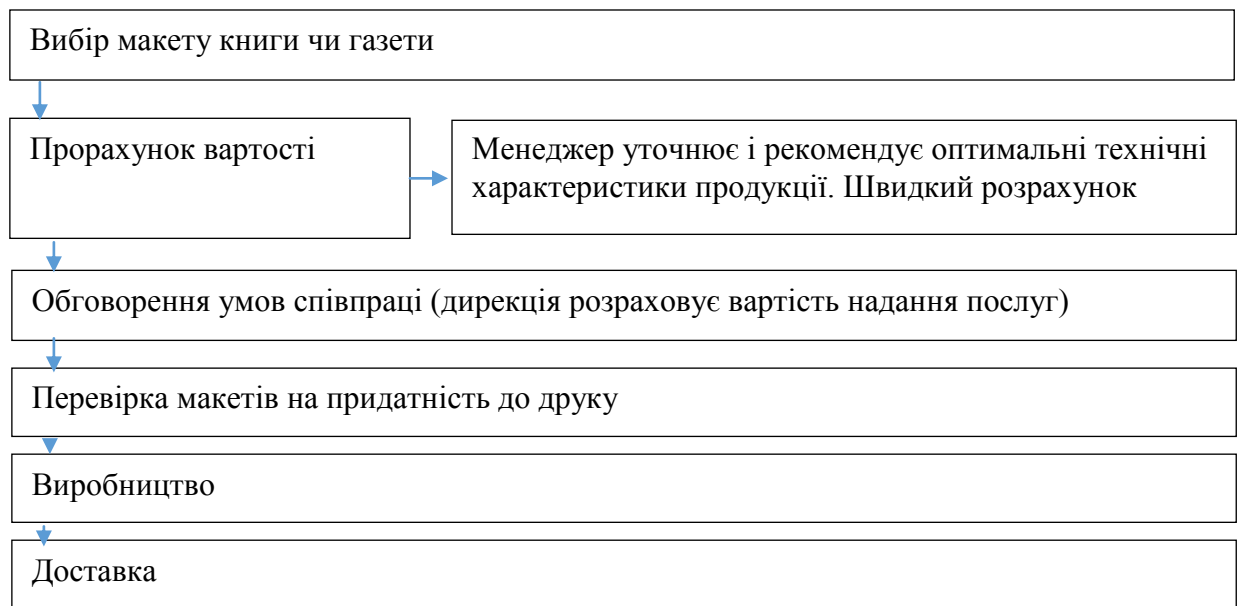 Вибір макету книги чи газети
Прорахунок вартості
Менеджер уточнює і рекомендує оптимальні технічні
характеристики продукції. Швидкий розрахунок
Обговорення умов співпраці (дирекція розраховує вартість надання послуг)
Перевірка макетів на придатність до друку
Виробництво
Доставка